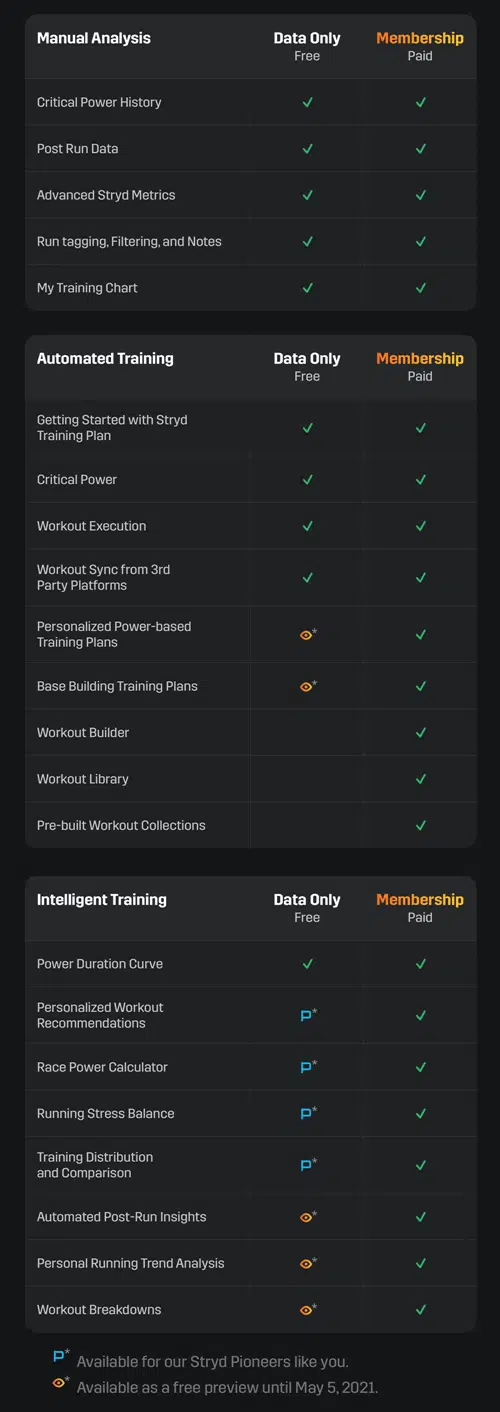 Manual Analysis Data Only Membership
Free Paid
Critical Power History
Post Run Data
Advanced Stryd Metrics
Run tagging, Filtering, and Notes
My Training Chart
Automated Training Data Only Membership
Free Paid
Getting Started with Stryd
Training Plan
Critical Power
Workout Execution
Workout Sync from 3rd
Party Platforms
Personalized Power-based
Training Plans
*
Base Building Training Plans *
Workout Builder
Workout Library
Pre-built Workout Collections
Intelligent Training Data Only Membership
Free Paid
Power Duration Curve
Personalized Workout
Recommendations
*
Race Power Calculator *
Running Stress Balance *
Training Distribution
and Comparison
*
Automated Post-Run Insights *
Personal Running Trend Analysis *
Workout Breakdowns *
* Available for our Stryd Pioneers like you.
* Available as a free preview until May 5, 2021.